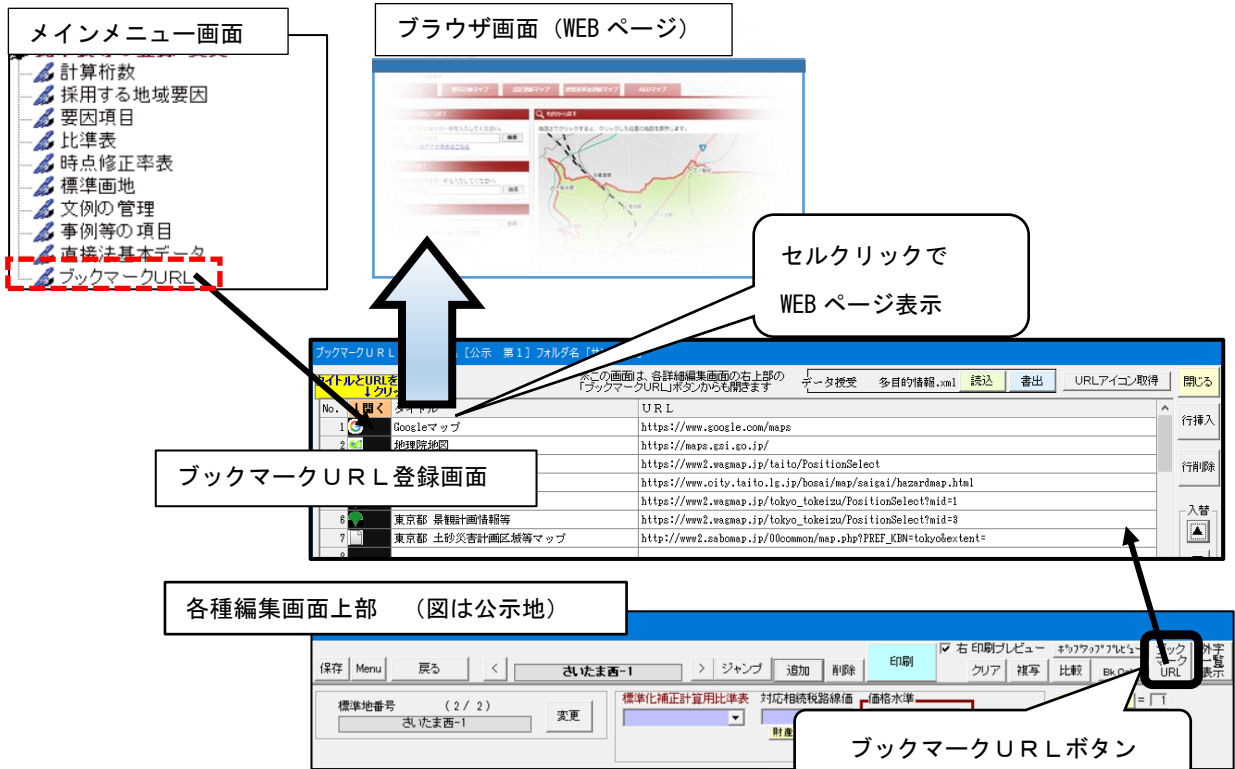 メインメニュー画面
計算桁数
採用する地域要因
要因項目
比準表
時点修正率表
標準画地
文例の管理
事例等の項目
直接法基本データ
ブックマークURL
ブラウザ画面（WEB ページ）
セルクリックで
WEB ページ表示
ブックマークＵＲＬ
［公示 第１］フォルダ名
タイトルとURLを
※この画面は、各詳細編集画面の右上部の
「ブックマークURL」ボタンからも開きます
データ授受 多目的情報.xml 読込 書出 URLアイコン取得 閉じる
No. ↓開く タイトル ＵＲＬ
1 Googleマップ https://www.google.com/maps
2 地理院地図 https://maps.gsi.go.jp/
https://www2.wagmap.jp/taito/PositionSelect
https://www.city.taito.lg.jp/bosai/map/saigai/hazardmap.html
https://www2.wagmap.jp/tokyo_tokeizu/PositionSelect?mid=1
6 東京都 景観計画情報等 https://www2.wagmap.jp/tokyo_tokeizu/PositionSelect?mid=3
7 東京都 土砂災害計画区域等マップ http://www2.sabomap.jp/00common/map.php?PREF_KBN=tokyo&extent=
行挿入
行削除
入替
▲
ブックマークＵＲＬ登録画面
各種編集画面上部 （図は公示地）
保存 Menu 戻る < さいたま西-1 > ジャンプ 追加 削除 印刷
右 印刷プレビュー
クリア 複写 比較
ブックマークURL
外字一覧表示
標準地番号 （２/ ２）
さいたま西-1
変更
標準化補正計算用比準表 対応相続税路線価 価格水準
= 1
ブックマークＵＲＬボタン